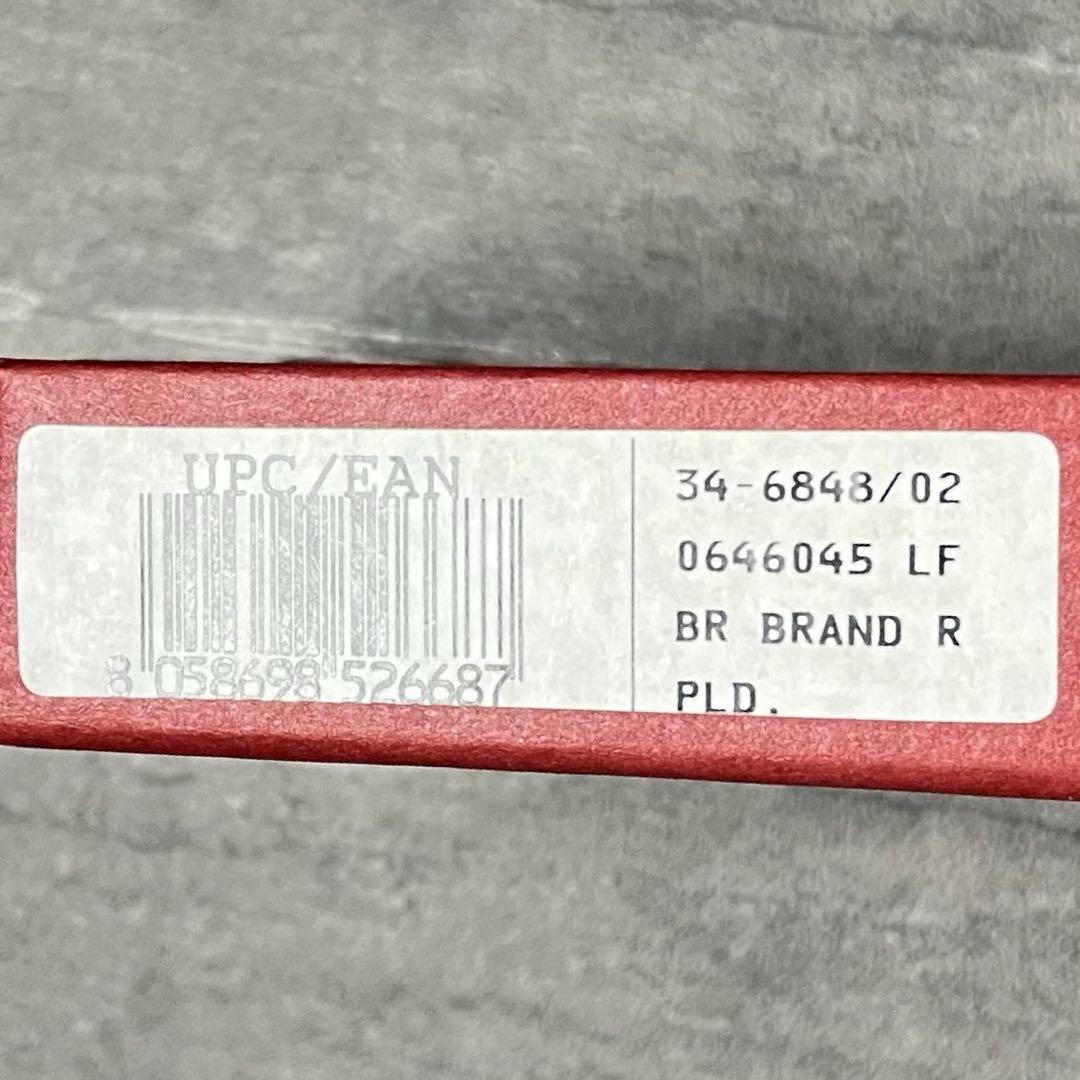 UPC/EAN
8 058698 526687
34-6848/02
0646045 LF
BR BRAND R
PLD.